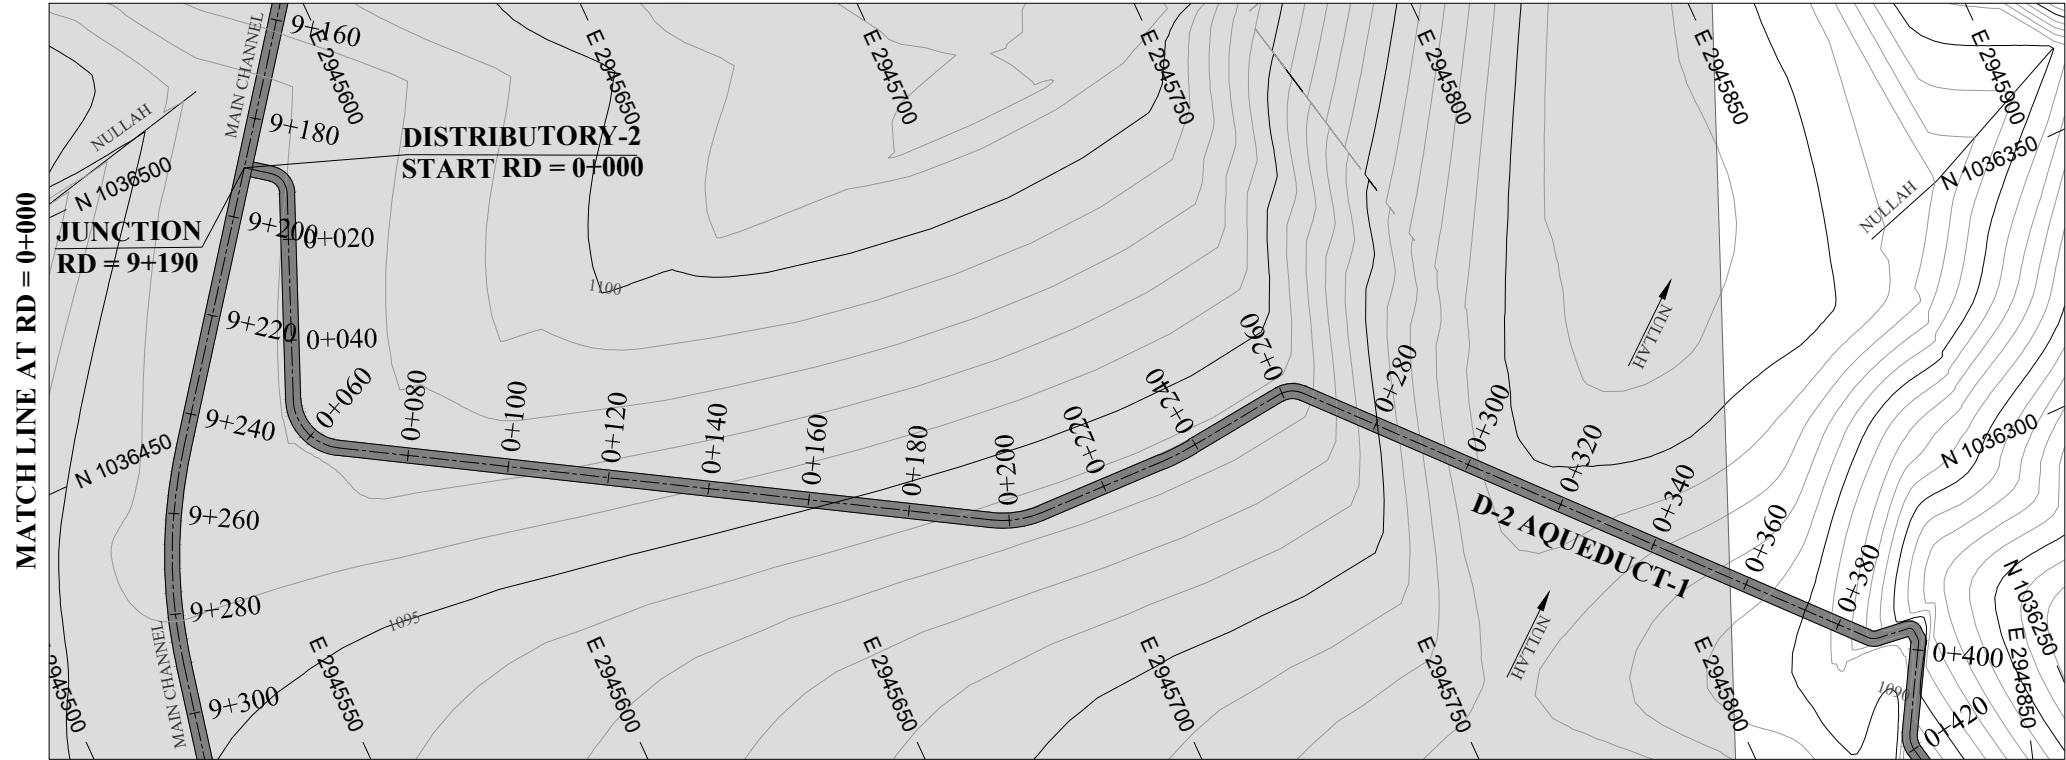 MATCH LINE AT RD = 0+000
MAIN CHANNEL
9+160
9+180
9+200
9+220
9+240
9+260
9+280
9+300
MAIN CHANNEL
NULLAH
N 1036500
N 1036450
JUNCTION
RD = 9+190
DISTRIBUTORY-2
START RD = 0+000
E 2945600
E 2945650
E 2945700
E 2945750
E 2945800
E 2945850
E 2945900
0+020
0+040
0+060
0+080
0+100
0+120
0+140
0+160
0+180
0+200
0+220
0+240
0+260
0+280
0+300
0+320
0+340
0+360
0+380
0+400
0+420
1100
1095
1090
D-2 AQUEDUCT-1
NULLAH
NULLAH
NULLAH
N 1036350
N 1036300
N 1036250
E 2945500
E 2945550
E 2945600
E 2945650
E 2945700
E 2945750
E 2945800
E 2945850